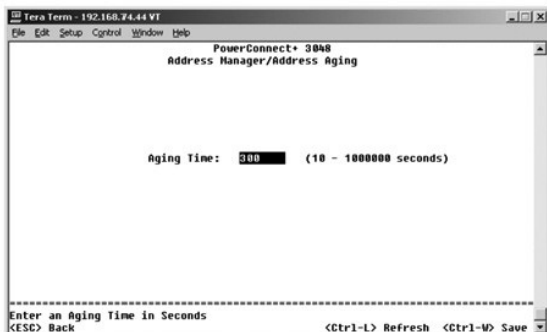 Tera Term - 192.168.74.44 VT
File Edit Setup Control Window Help
PowerConnect+ 3048
Address Manager/Address Aging
Aging Time: 300 (10 - 1000000 seconds)
Enter an Aging Time in Seconds
<ESC> Back <Ctrl-L> Refresh <Ctrl-W> Save